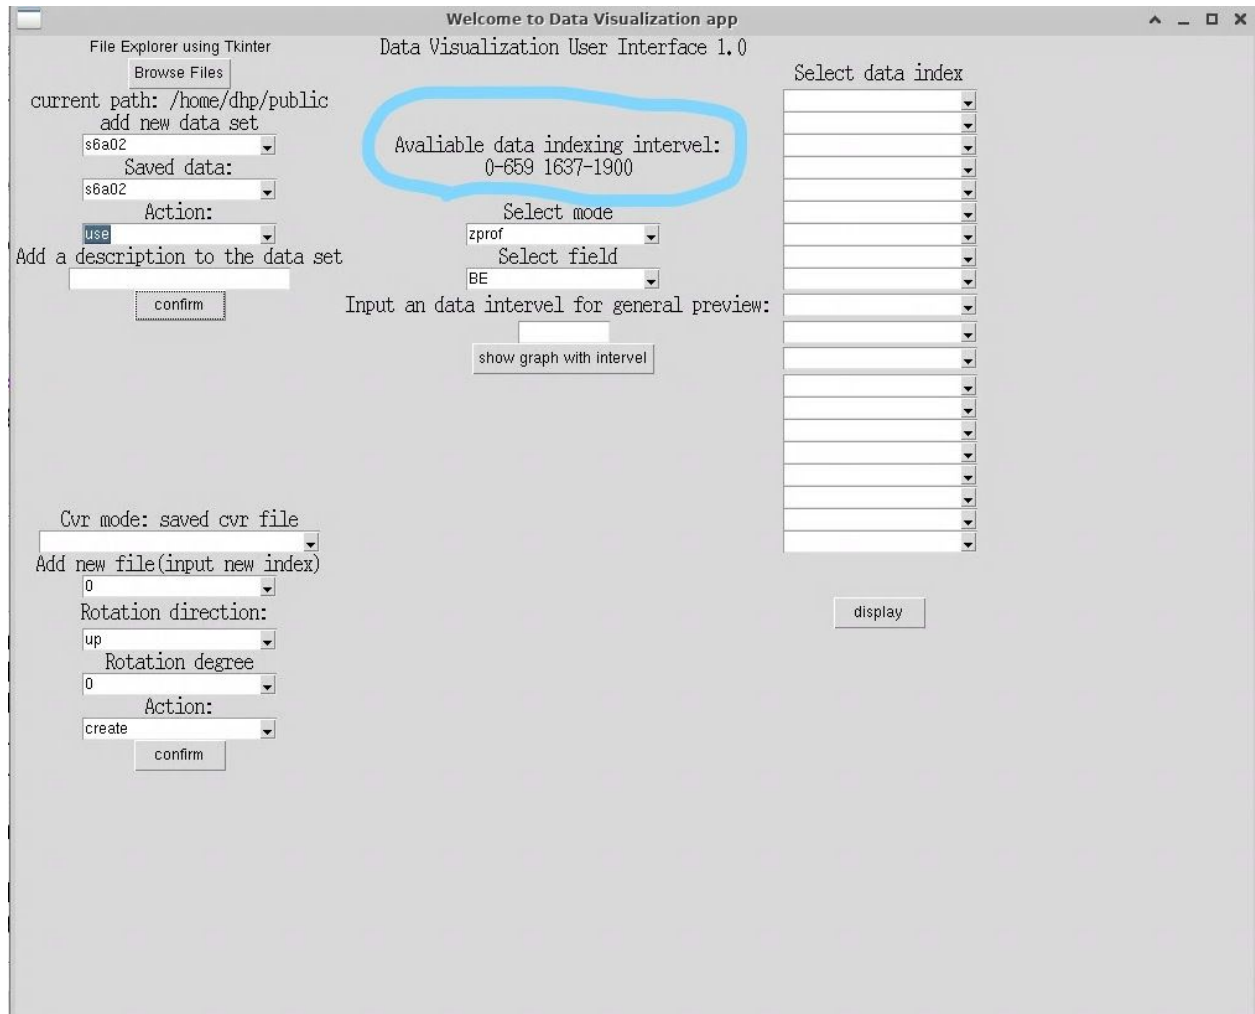 Welcome to Data Visualization app
File Explorer using Tkinter
Browse Files
current path: /home/dhp/public
add new data set
s6a02
Saved data:
s6a02
Action:
use
Add a description to the data set
confirm
Cvr mode: saved cvr file
Add new file(input new index)
0
Rotation direction:
up
Rotation degree
0
Action:
create
confirm
Data Visualization User Interface 1.0
Avaliable data indexing intervel:
0-659 1637-1900
Select mode
zprof
Select field
BE
Input an data intervel for general preview:
show graph with intervel
Select data index
display